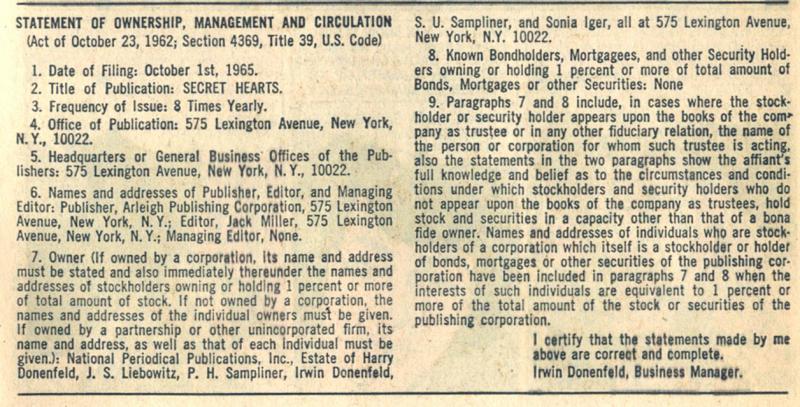 STATEMENT OF OWNERSHIP, MANAGEMENT AND CIRCULATION
(Act of October 23, 1962; Section 4369, Title 39, U.S. Code)
1. Date of Filing: October 1st, 1965.
2. Title of Publication: SECRET HEARTS.
3. Frequency of Issue: 8 Times Yearly.
4. Office of Publication: 575 Lexington Avenue, New York,
N. Y., 10022.
5. Headquarters or General Business Offices of the Pub-
lishers: 575 Lexington Avenue, New York, N. Y., 10022.
6. Names and addresses of Publisher, Editor, and Managing
Editor: Publisher, Arleigh Publishing Corporation, 575 Lexington
Avenue, New York, N. Y.; Editor, Jack Miller, 575 Lexington
Avenue, New York, N. Y.; Managing Editor, None.
7. Owner (If owned by a corporation, its name and address
must be stated and also immediately thereunder the names and
addresses of stockholders owning or holding 1 percent or more
of total amount of stock. If not owned by a corporation, the
names and addresses of the individual owners must be given.
If owned by a partnership or other unincorporated firm, its
name and address, as well as that of each individual must be
given.): National Periodical Publications, Inc., Estate of Harry
Donenfeld, J. S. Liebowitz, P. H. Sampliner, Irwin Donenfeld,
S. U. Sampliner, and Sonia Iger, all at 575 Lexington Avenue,
New York, N.Y. 10022.
8. Known Bondholders, Mortgagees, and other Security Hold-
ers owning or holding 1 percent or more of total amount of
Bonds, Mortgages or other Securities: None
9. Paragraphs 7 and 8 include, in cases where the stock-
holder or security holder appears upon the books of the com-
pany as trustee or in any other fiduciary relation, the name of
the person or corporation for whom such trustee is acting,
also the statements in the two paragraphs show the affiant's
full knowledge and belief as to the circumstances and condi-
tions under which stockholders and security holders who do
not appear upon the books of the company as trustees, hold
stock and securities in a capacity other than that of a bona
fide owner. Names and addresses of individuals who are stock-
holders of a corporation which itself is a stockholder or holder
of bonds, mortgages or other securities of the publishing cor-
poration have been included in paragraphs 7 and 8 when the
interests of such individuals are equivalent to 1 percent or
more of the total amount of the stock or securities of the
publishing corporation.
I certify that the statements made by me
above are correct and complete.
Irwin Donenfeld, Business Manager.